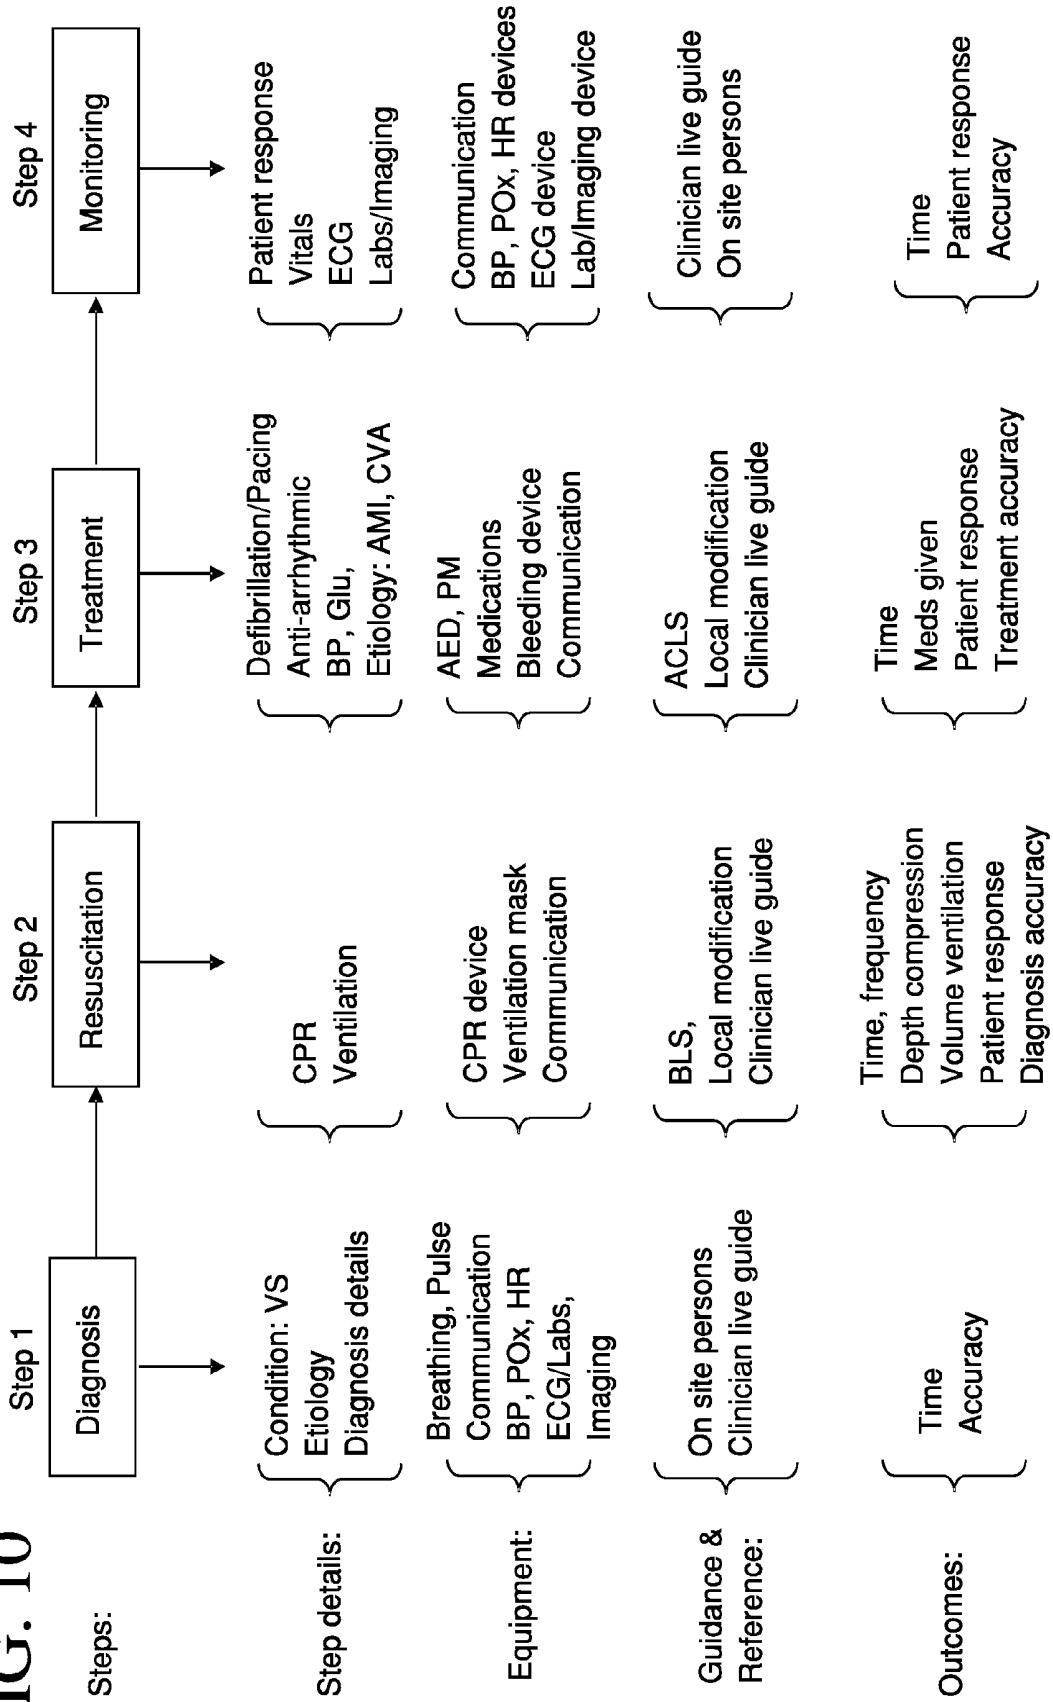 FIG. 10
Steps:
Step 1
Diagnosis
Step 2
Resuscitation
Step 3
Treatment
Step 4
Monitoring
Step details:
Condition: VS
Etiology
Diagnosis details
CPR
Ventilation
Defibrillation/Pacing
Anti-arrhythmic
BP, Glu,
Etiology: AMI, CVA
Patient response
Vitals
ECG
Labs/Imaging
Equipment:
Breathing, Pulse
Communication
BP, POx, HR
ECG/Labs,
Imaging
CPR device
Ventilation mask
Communication
AED, PM
Medications
Bleeding device
Communication
Communication
BP, POx, HR devices
ECG device
Lab/Imaging device
Guidance &
Reference:
On site persons
Clinician live guide
BLS,
Local modification
Clinician live guide
ACLS
Local modification
Clinician live guide
Clinician live guide
On site persons
Outcomes:
Time
Accuracy
Time, frequency
Depth compression
Volume ventilation
Patient response
Diagnosis accuracy
Time
Meds given
Patient response
Treatment accuracy
Time
Patient response
Accuracy